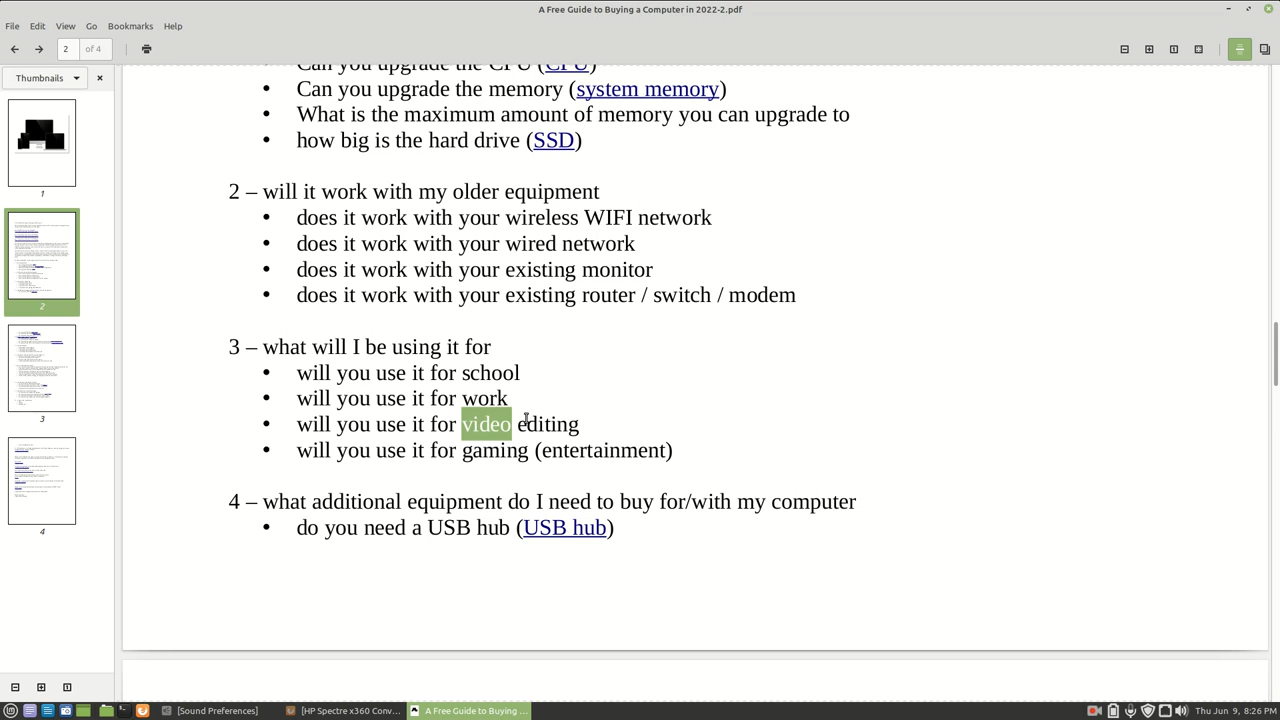 A Free Guide to Buying a Computer in 2022-2.pdf
File Edit View Go Bookmarks Help
2 of 4
Thumbnails
1
2
3
4
Can you upgrade the CPU (CPU)
• Can you upgrade the memory (system memory)
• What is the maximum amount of memory you can upgrade to
• how big is the hard drive (SSD)
2 – will it work with my older equipment
• does it work with your wireless WIFI network
• does it work with your wired network
• does it work with your existing monitor
• does it work with your existing router / switch / modem
3 – what will I be using it for
• will you use it for school
• will you use it for work
• will you use it for video editing
• will you use it for gaming (entertainment)
4 – what additional equipment do I need to buy for/with my computer
• do you need a USB hub (USB hub)
[Sound Preferences] [HP Spectre x360 Conv... A Free Guide to Buying ... Thu Jun 9, 8:26 PM